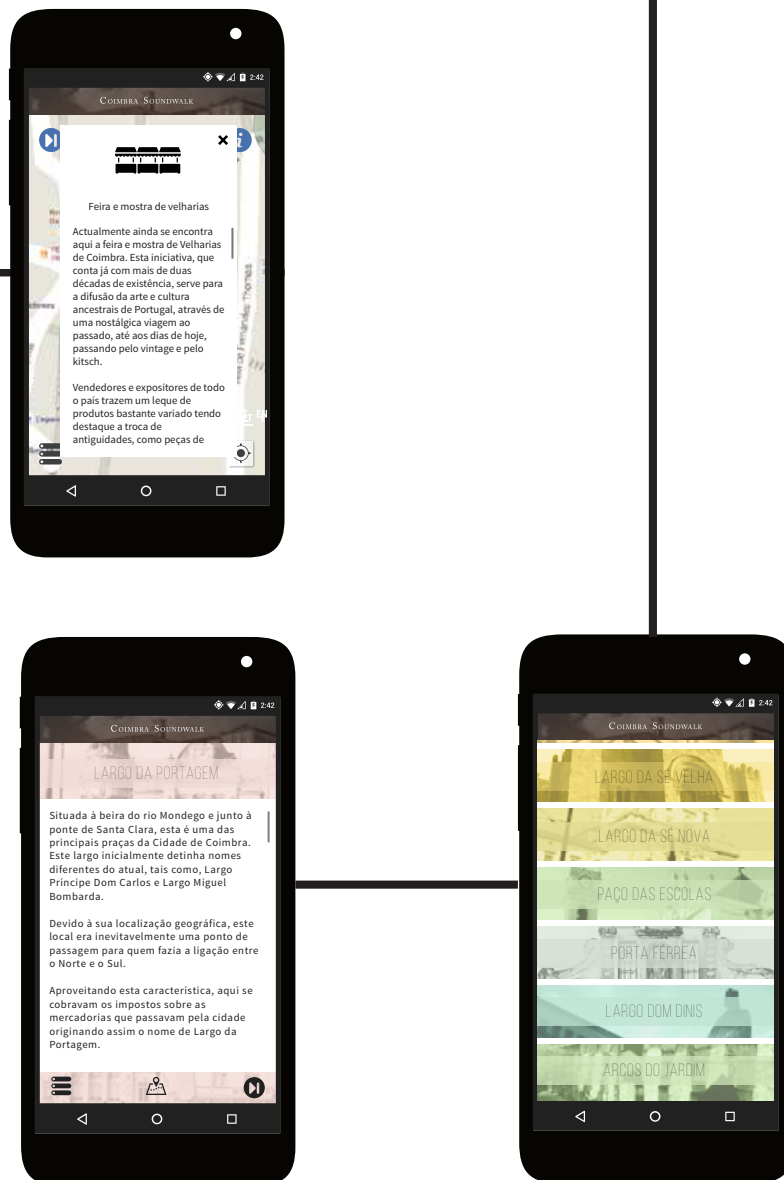 2:42
COIMBRA SOUNDWALK
Feira e mostra de velharias
Actualmente ainda se encontra
aqui a feira e mostra de Velharias
de Coimbra. Esta iniciativa, que
conta já com mais de duas
décadas de existência, serve para
a difusão da arte e cultura
ancestrais de Portugal, através de
uma nostálgica viagem ao
passado, até aos dias de hoje,
passando pelo vintage e pelo
kitsch.
Vendedores e expositores de todo
o país trazem um leque de
produtos bastante variado tendo
destaque a troca de
antiguidades, como peças de
Fernandes Thomas
EN
2:42
COIMBRA SOUNDWALK
LARGO DA PORTAGEM
Situada à beira do rio Mondego e junto à
ponte de Santa Clara, esta é uma das
principais praças da Cidade de Coimbra.
Este largo inicialmente detinha nomes
diferentes do atual, tais como, Largo
Príncipe Dom Carlos e Largo Miguel
Bombarda.
Devido à sua localização geográfica, este
local era inevitavelmente uma ponto de
passagem para quem fazia a ligação entre
o Norte e o Sul.
Aproveitando esta característica, aqui se
cobravam os impostos sobre as
mercadorias que passavam pela cidade
originando assim o nome de Largo da
Portagem.
2:42
COIMBRA SOUNDWALK
LARGO DA SÉ VELHA
LARGO DA SÉ NOVA
PAÇO DAS ESCOLAS
PORTA FÉRREA
LARGO DOM DINIS
ARCOS DO JARDIM